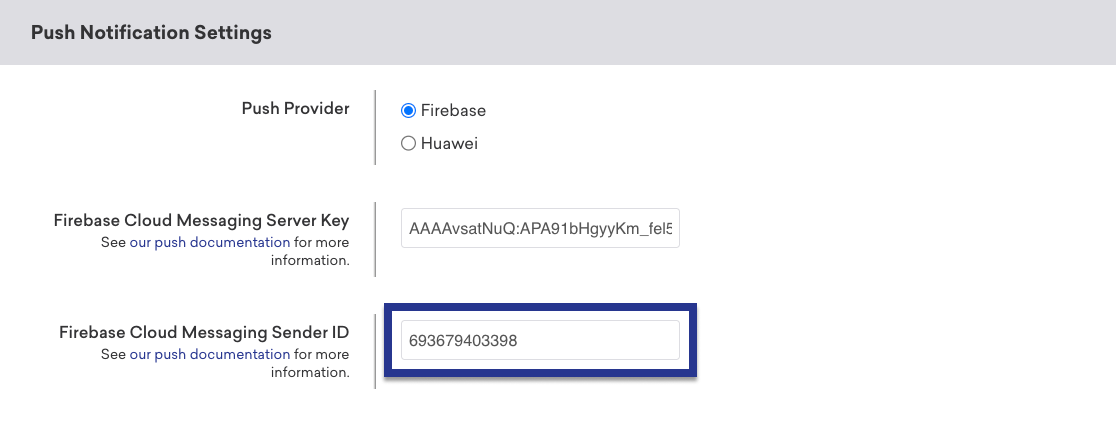 Push Notification Settings
Push Provider
Firebase
Huawei
Firebase Cloud Messaging Server Key
See our push documentation for more
information.
AAAAvsatNuQ:APA91bHgyyKm_fel5
Firebase Cloud Messaging Sender ID
See our push documentation for more
information.
693679403398